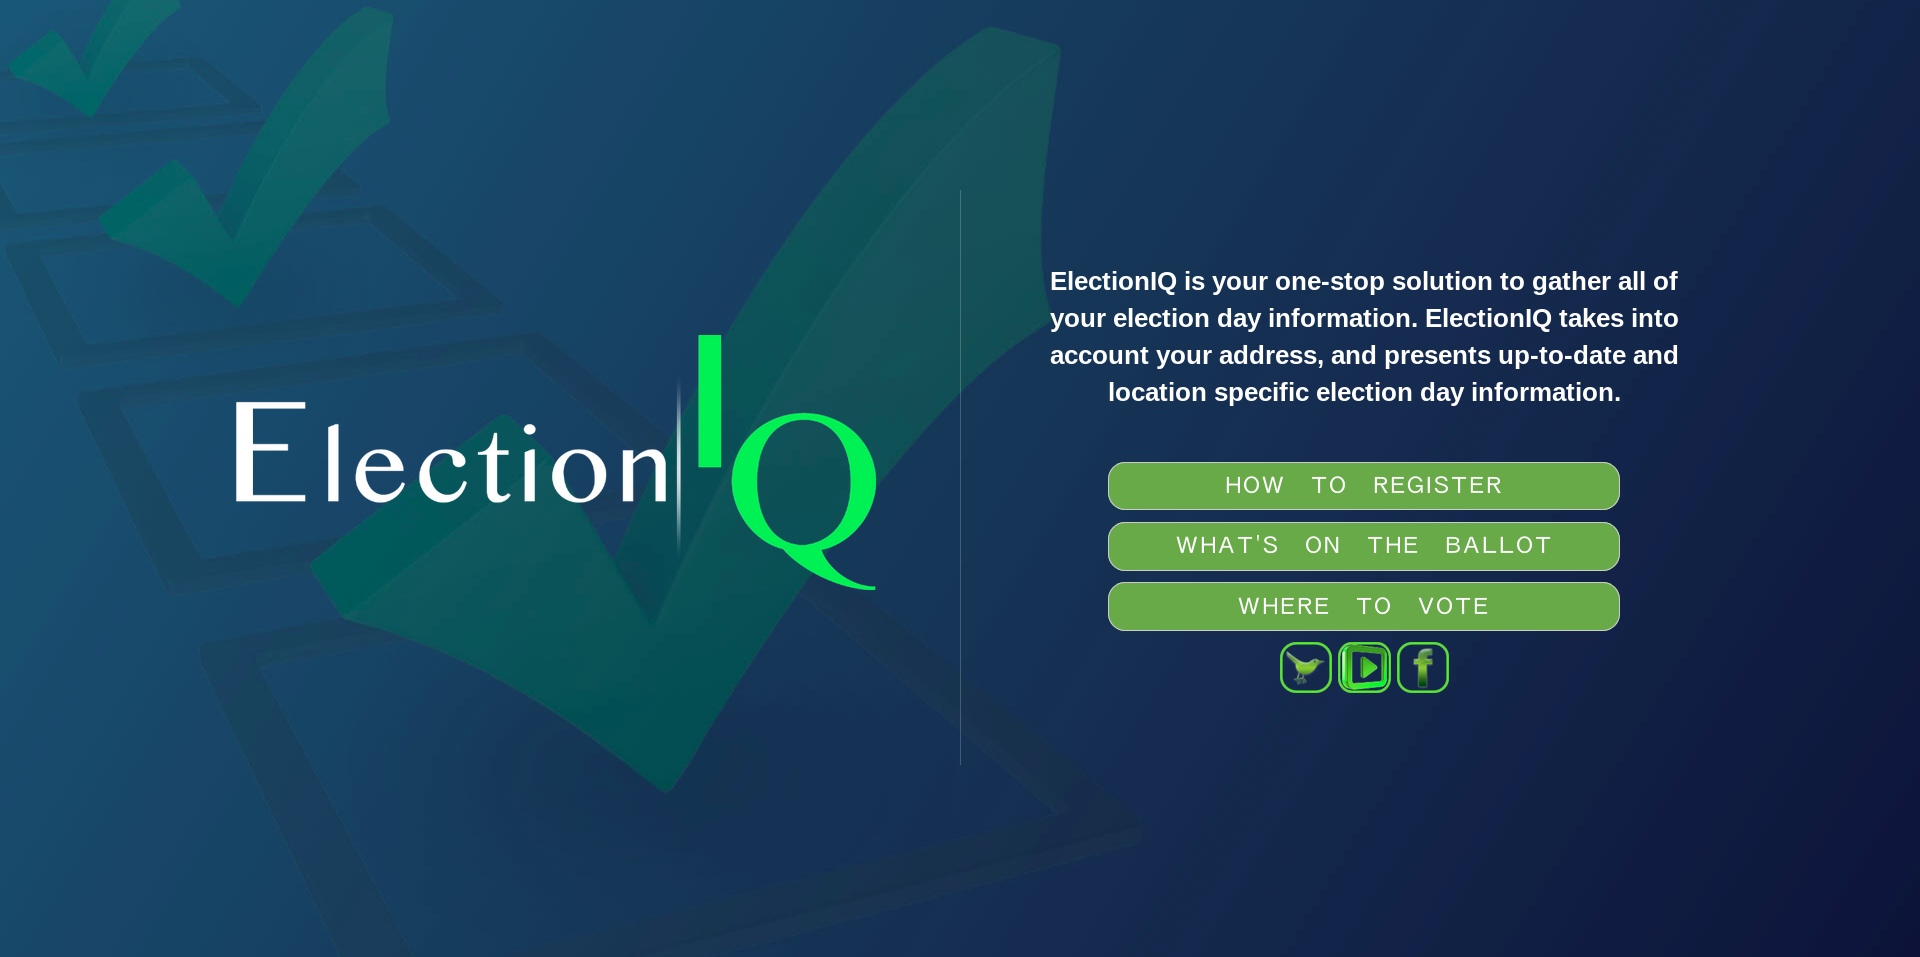 Election|IQ
ElectionIQ is your one-stop solution to gather all of
your election day information. ElectionIQ takes into
account your address, and presents up-to-date and
location specific election day information.
HOW TO REGISTER
WHAT'S ON THE BALLOT
WHERE TO VOTE
f